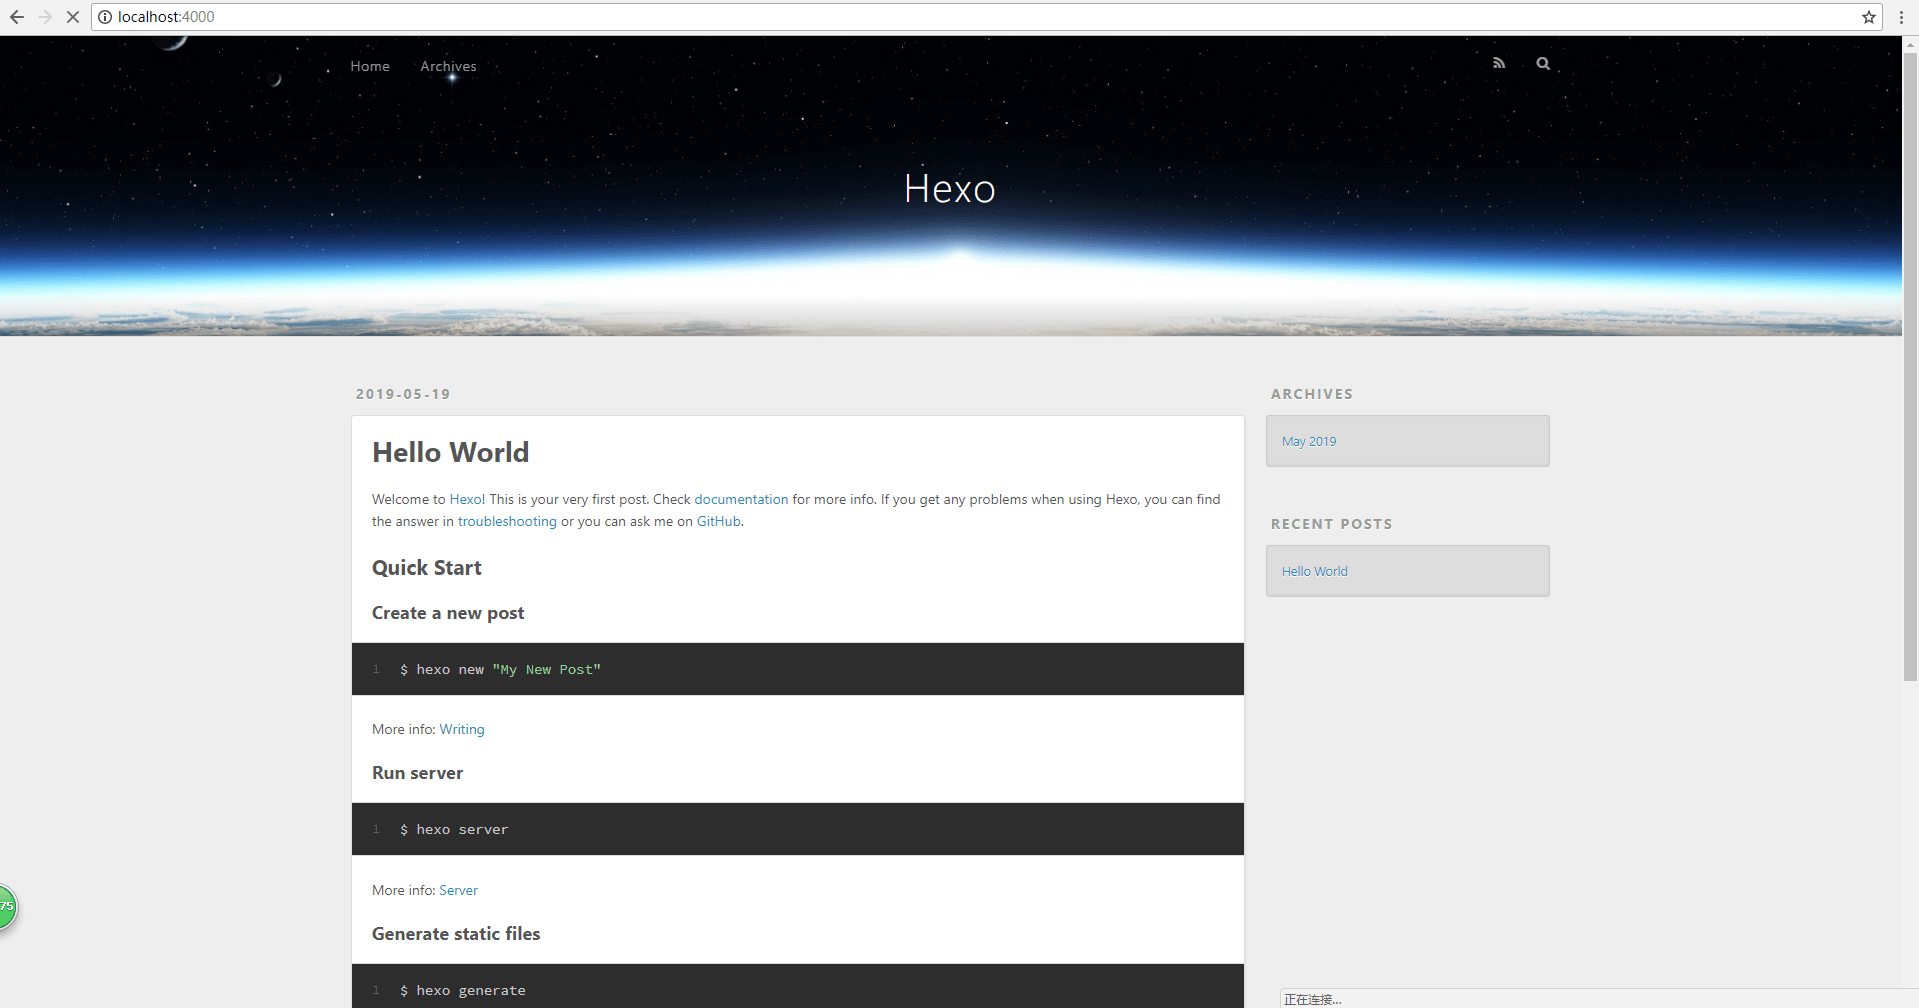 localhost:4000
Home Archives
Hexo
2019-05-19
Hello World
Welcome to Hexo! This is your very first post. Check documentation for more info. If you get any problems when using Hexo, you can find
the answer in troubleshooting or you can ask me on GitHub.
Quick Start
Create a new post
1 $ hexo new "My New Post"
More info: Writing
Run server
1 $ hexo server
More info: Server
Generate static files
1 $ hexo generate
ARCHIVES
May 2019
RECENT POSTS
Hello World
75
正在连接...